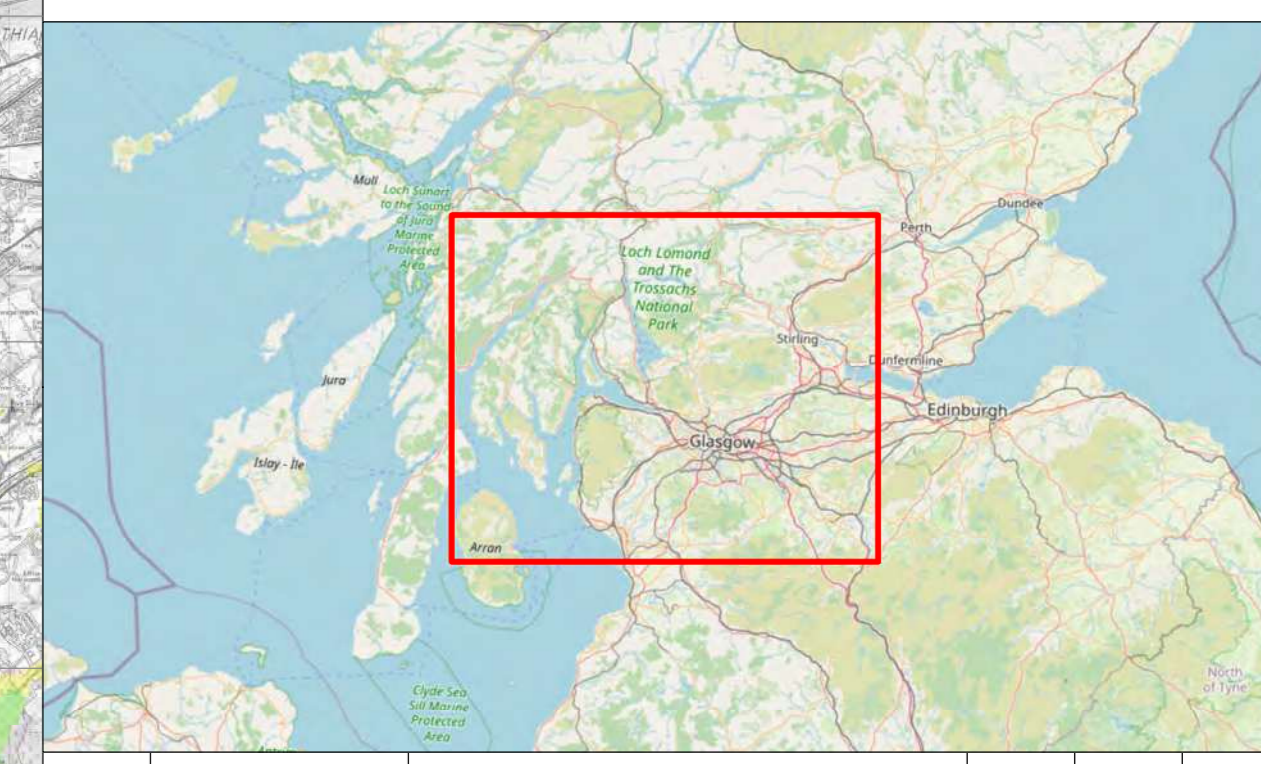 THIA
Mull
Loch Sunart
to the Sound
of Jura
Marine
Protected
Area
Dundee
Perth
Loch Lomond
and The
Trossachs
National
Park
Stirling
Dunfermline
Jura
Edinburgh
Glasgow
Islay - Ile
Arran
North
of Tyne
Clyde Sea
Sill Marine
Protected
Area